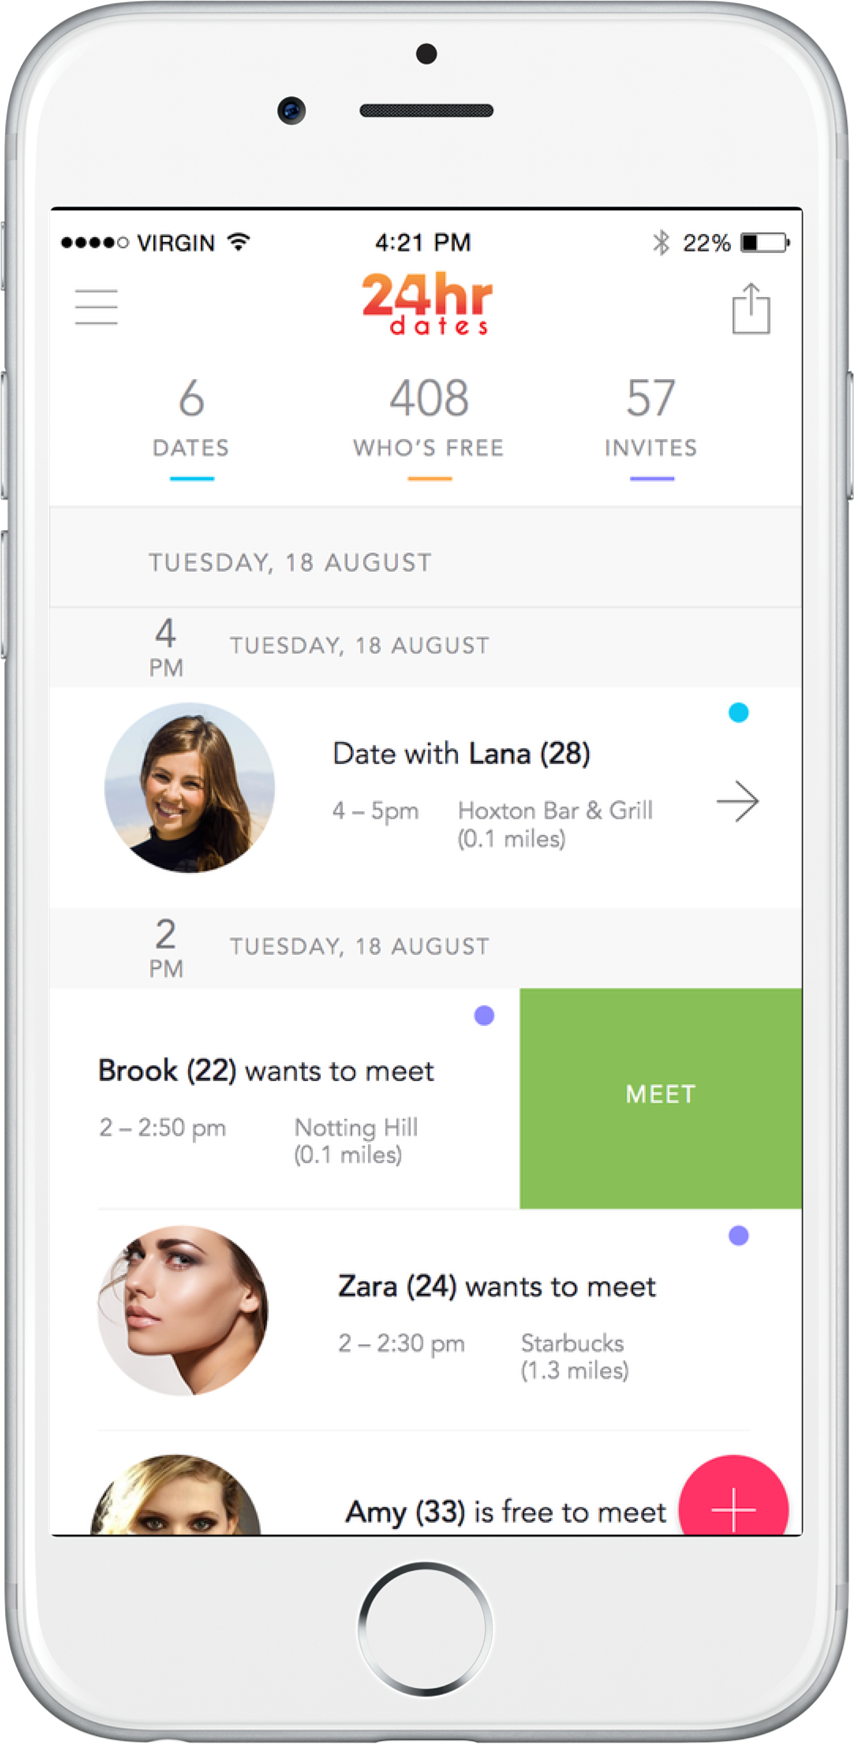 VIRGIN 4:21 PM 22%
24hr
dates
6 408 57
DATES WHO'S FREE INVITES
TUESDAY, 18 AUGUST
4
PM
TUESDAY, 18 AUGUST
Date with Lana (28)
4 – 5pm Hoxton Bar & Grill
(0.1 miles)
2
PM
TUESDAY, 18 AUGUST
Brook (22) wants to meet
2 – 2:50 pm Notting Hill
(0.1 miles)
MEET
Zara (24) wants to meet
2 – 2:30 pm Starbucks
(1.3 miles)
Amy (33) is free to meet